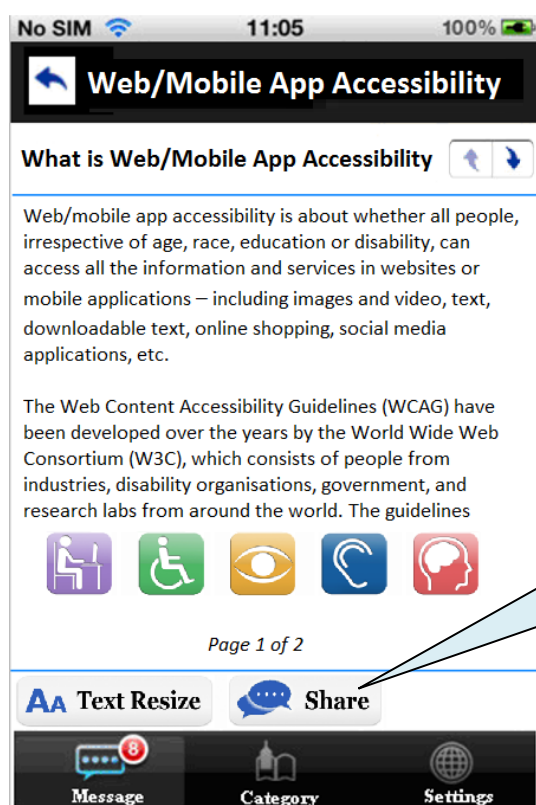 No SIM 11:05 100%
Web/Mobile App Accessibility
What is Web/Mobile App Accessibility
Web/mobile app accessibility is about whether all people,
irrespective of age, race, education or disability, can
access all the information and services in websites or
mobile applications – including images and video, text,
downloadable text, online shopping, social media
applications, etc.
The Web Content Accessibility Guidelines (WCAG) have
been developed over the years by the World Wide Web
Consortium (W3C), which consists of people from
industries, disability organisations, government, and
research labs from around the world. The guidelines
Page 1 of 2
AA Text Resize Share
8
Message Category Settings